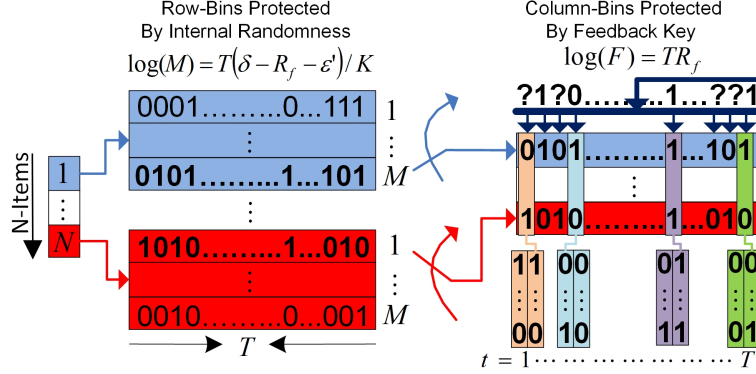 Row-Bins Protected
By Internal Randomness
log(M) = T(δ − R_f − ε')/K
Column-Bins Protected
By Feedback Key
log(F) = TR_f
?1?0..........1...??1
0001.........0...111 1
⋮ ⋮
0101.........1...101 M
⋮
1010.........1...010 1
⋮ ⋮
0010.........0...001 M
T
N-Items
1
⋮
N
0101..........1...101
⋮
1010..........1...010
11 00 01 00
⋮⋮ ⋮⋮ ⋮⋮ ⋮⋮
00 10 11 01
t = 1 ⋯⋯⋯⋯⋯⋯ T